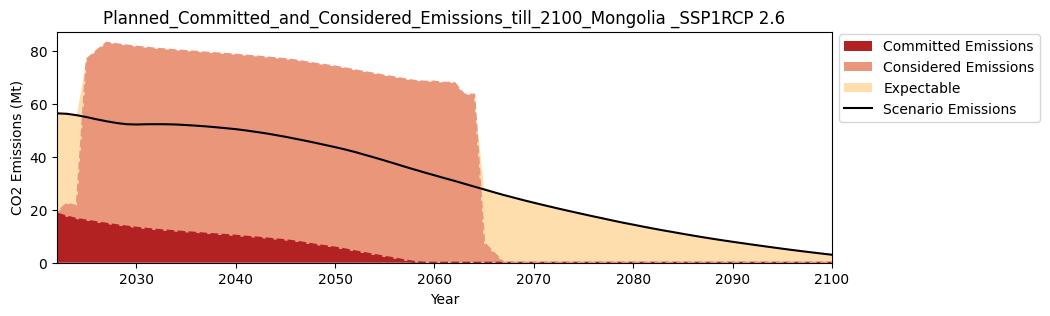 Planned_Committed_and_Considered_Emissions_till_2100_Mongolia _SSP1RCP 2.6
Committed Emissions
Considered Emissions
Expectable
Scenario Emissions
CO2 Emissions (Mt)
80
60
40
20
0
2030
2040
2050
2060
2070
2080
2090
2100
Year